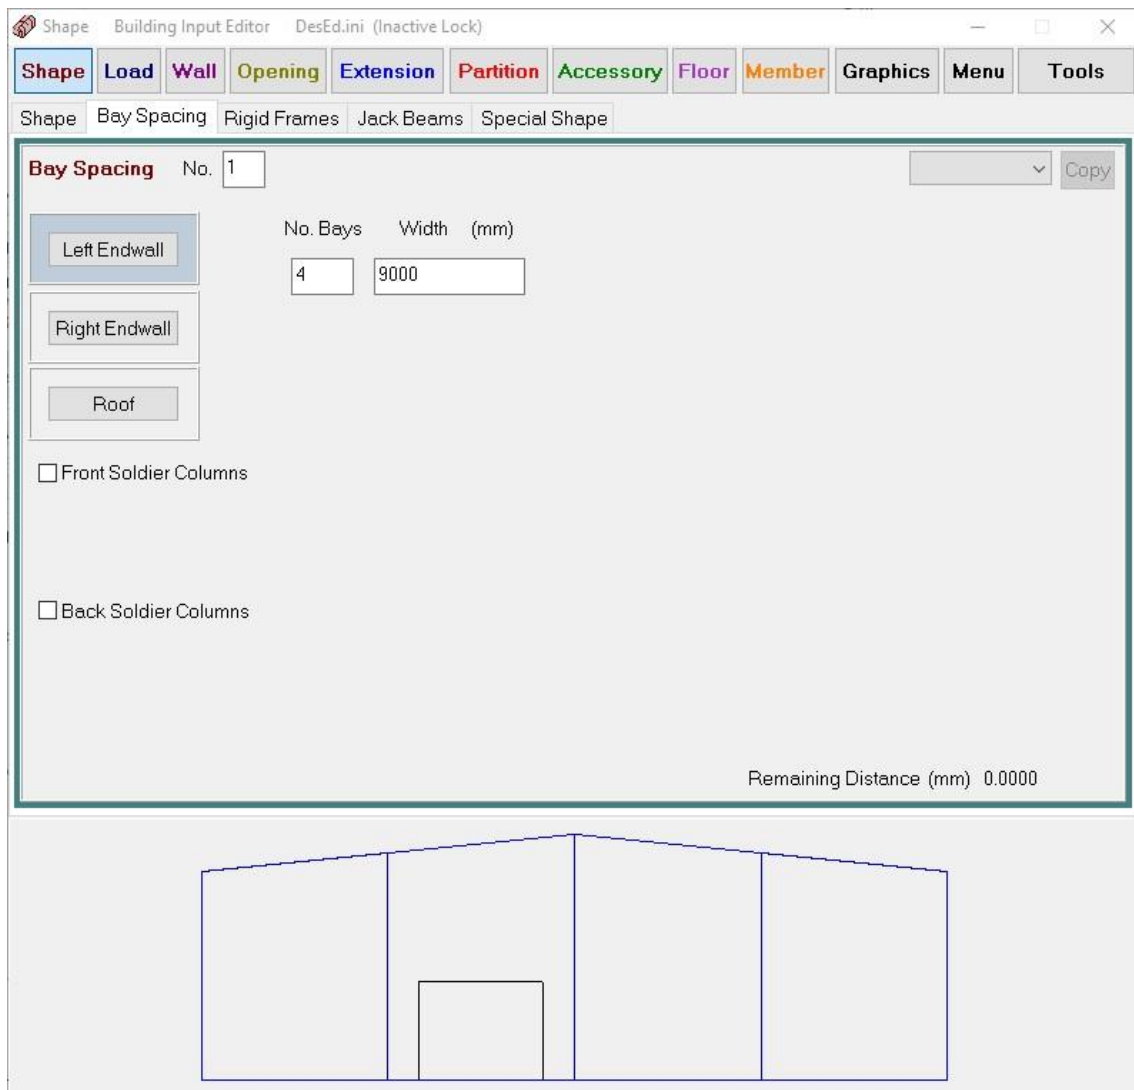 Shape Building Input Editor DesEd.ini (Inactive Lock)
Shape Load Wall Opening Extension Partition Accessory Floor Member Graphics Menu Tools
Shape Bay Spacing Rigid Frames Jack Beams Special Shape
Bay Spacing No. 1 Copy
No. Bays Width (mm)
Left Endwall 4 9000
Right Endwall
Roof
Front Soldier Columns
Back Soldier Columns
Remaining Distance (mm) 0.0000